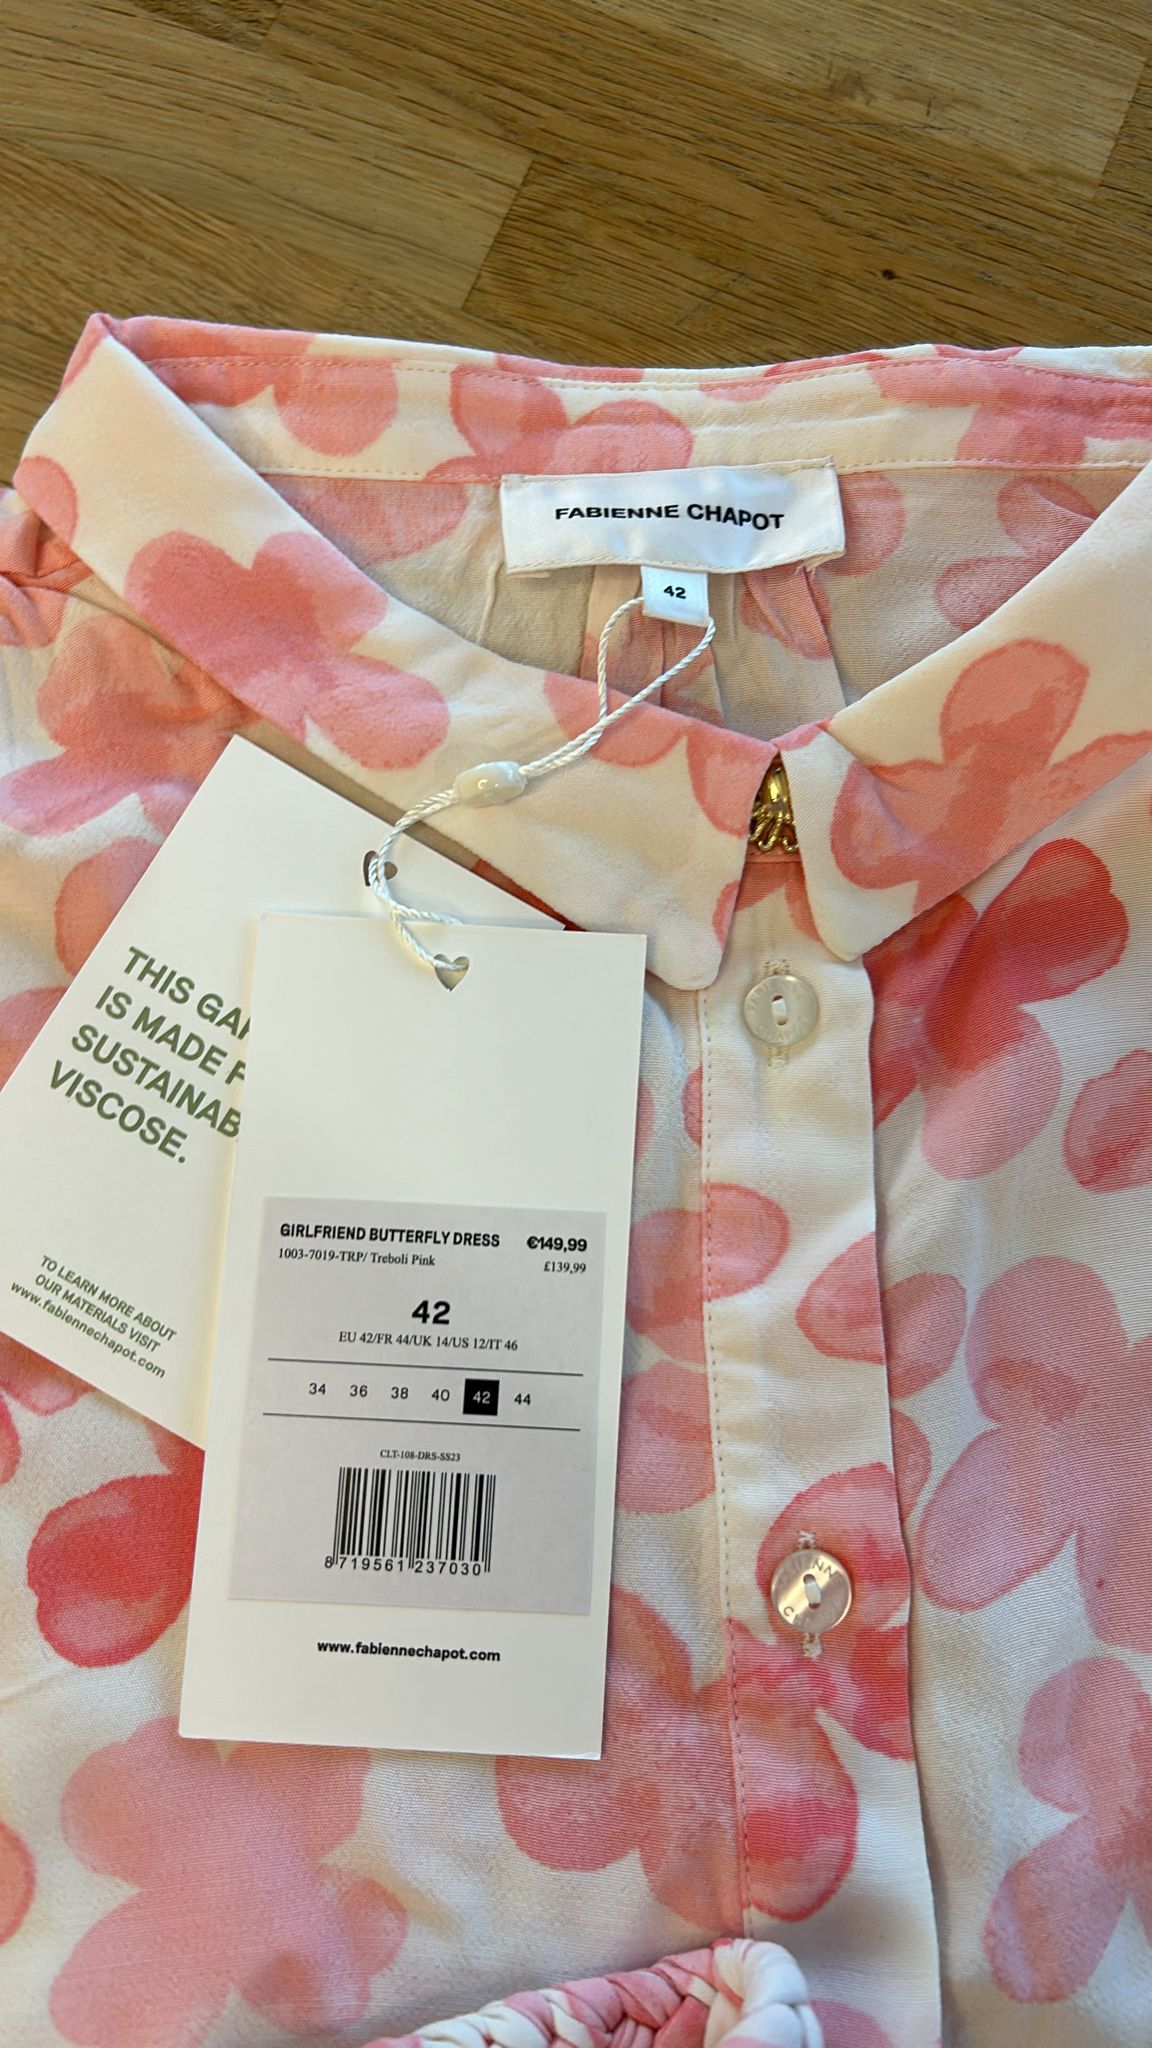 FABIENNE CHAPOT
42
THIS
IS MADE
SUSTAINAB
VISCOSE.
TO LEARN MORE ABOUT
OUR MATERIALS VISIT
www.fabiennechapot.com
GIRLFRIEND BUTTERFLY DRESS €149,99
1003-7019-TRP/ Treboli Pink £139,99
42
EU 42/FR 44/UK 14/US 12/IT 46
34 36 38 40 42 44
CLT-108-DRS-SS23
8 719561 237030
www.fabiennechapot.com